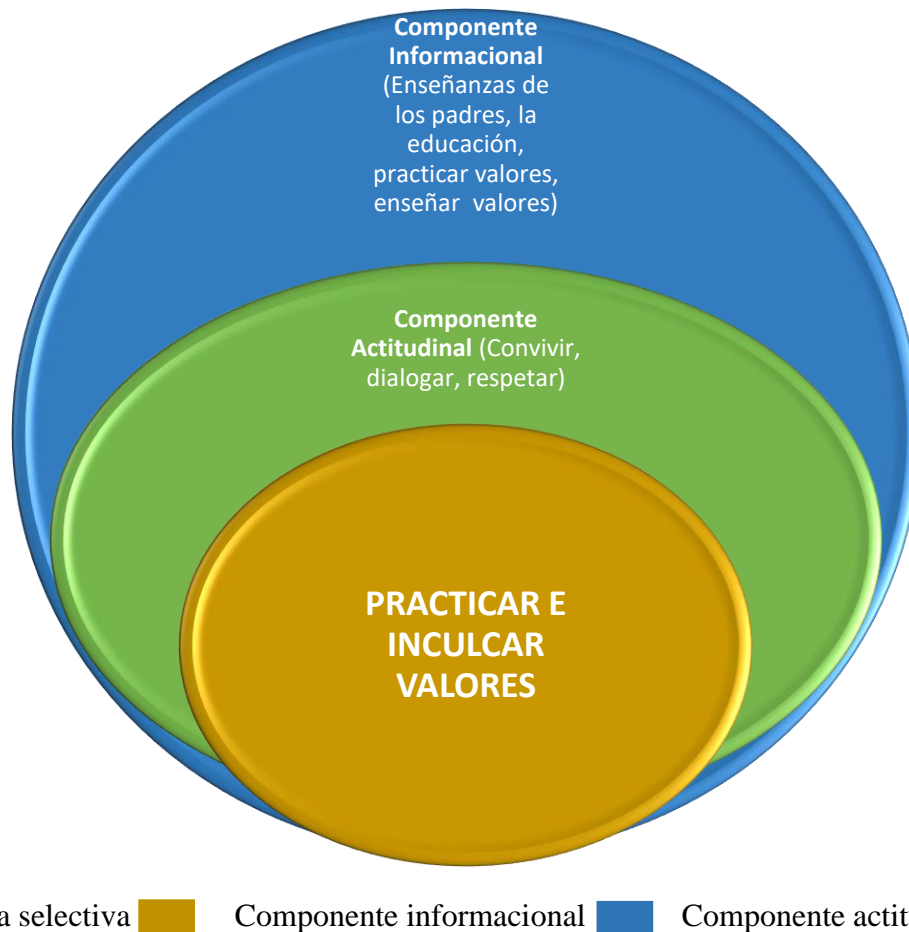 Componente
Informacional
(Enseñanzas de
los padres, la
educación,
practicar valores,
enseñar valores)
Componente
Actitudinal (Convivir,
dialogar, respetar)
PRACTICAR E
INCULCAR
VALORES
a selectiva Componente informacional Componente actit